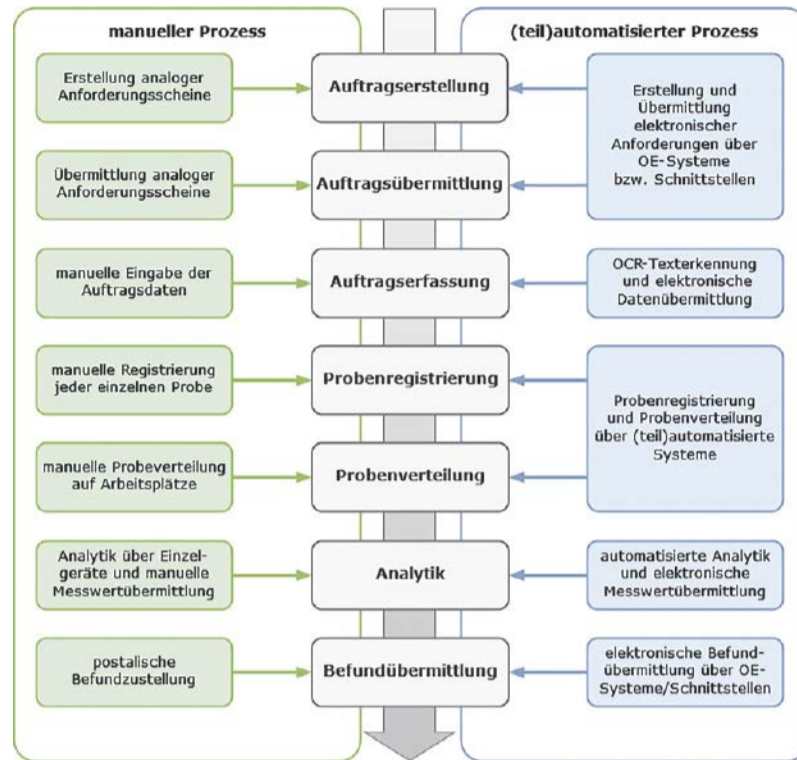 manueller Prozess
(teil)automatisierter Prozess
Erstellung analoger
Anforderungsscheine
Auftragserstellung
Erstellung und
Übermittlung
elektronischer
Anforderungen über
OE-Systeme
bzw. Schnittstellen
Übermittlung analoger
Anforderungsscheine
Auftragsübermittlung
manuelle Eingabe der
Auftragsdaten
Auftragserfassung
OCR-Texterkennung
und elektronische
Datenübermittlung
manuelle Registrierung
jeder einzelnen Probe
Probenregistrierung
Probenregistrierung
und Probenverteilung
über (teil)automatisierte
Systeme
manuelle Probeverteilung
auf Arbeitsplätze
Probenverteilung
Analytik über Einzel-
geräte und manuelle
Messwertübermittlung
Analytik
automatisierte Analytik
und elektronische
Messwertübermittlung
postalische
Befundzustellung
Befundübermittlung
elektronische Befund-
übermittlung über OE-
Systeme/Schnittstellen